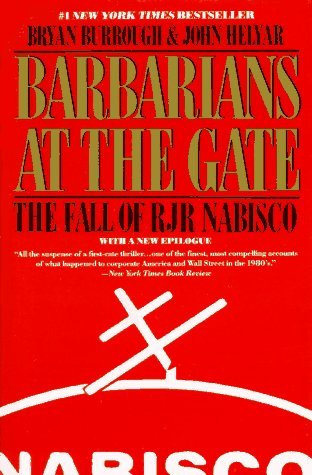 #1 NEW YORK TIMES BESTSELLER
BRYAN BURROUGH & JOHN HELYAR
BARBARIANS
AT THE GATE
THE FALL OF RJR NABISCO
WITH A NEW EPILOGUE
"All the suspense of a first-rate thriller...one of the finest, most compelling accounts
of what happened to corporate America and Wall Street in the 1980's."
—New York Times Book Review
NABISCO